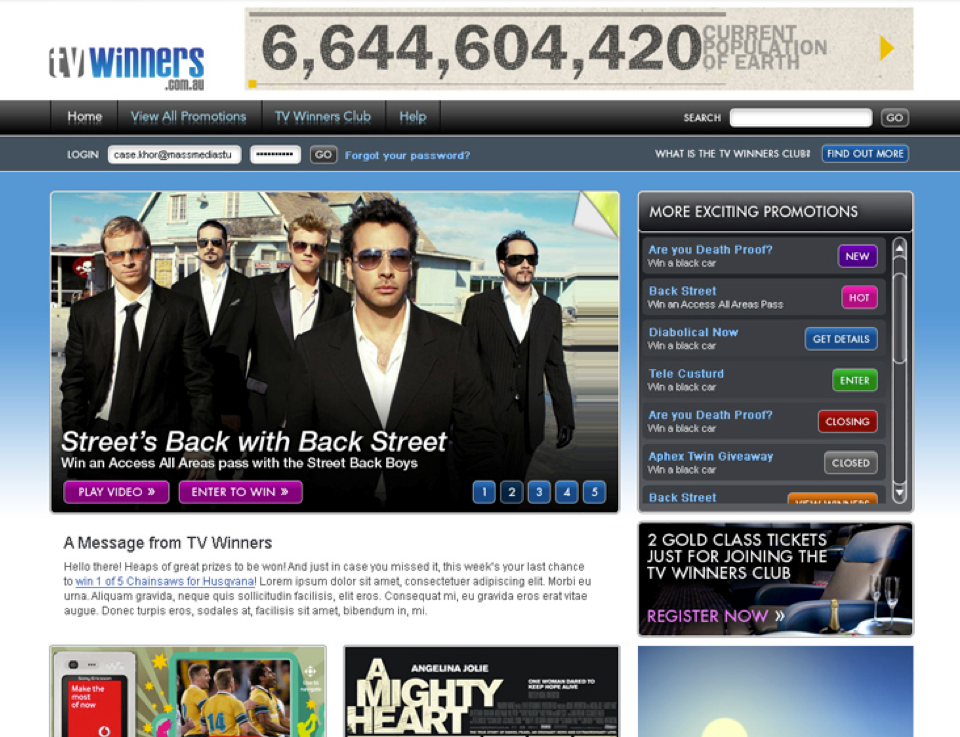 6,644,604,420
CURRENT
POPULATION
OF EARTH
tv winners
.com.au
Home
View All Promotions
TV Winners Club
Help
SEARCH
GO
LOGIN
case.khor@massmediastu
••••••••••
GO
Forgot your password?
WHAT IS THE TV WINNERS CLUB?
FIND OUT MORE
Street's Back with Back Street
Win an Access All Areas pass with the Street Back Boys
PLAY VIDEO »
ENTER TO WIN »
1 2 3 4 5
MORE EXCITING PROMOTIONS
Are you Death Proof?
Win a black car
NEW
Back Street
Win an Access All Areas Pass
HOT
Diabolical Now
Win a black car
GET DETAILS
Tele Custurd
Win a black car
ENTER
Are you Death Proof?
Win a black car
CLOSING
Aphex Twin Giveaway
Win a black car
CLOSED
Back Street
VIEW WINNERS
A Message from TV Winners
Hello there! Heaps of great prizes to be won! And just in case you missed it, this week's your last chance
to win 1 of 5 Chainsaws for Husqvana! Lorem ipsum dolor sit amet, consectetuer adipiscing elit. Morbi eu
urna. Aliquam gravida, neque quis sollicitudin facilisis, elit eros. Consequat mi, eu gravida eros erat vitae
augue. Donec turpis eros, sodales at, facilisis sit amet, bibendum in, mi.
2 GOLD CLASS TICKETS
JUST FOR JOINING THE
TV WINNERS CLUB
REGISTER NOW »
Sony Ericsson
Make the
most
of now
14
ANGELINA JOLIE
A
MIGHTY
HEART
ONE WOMAN DARED TO
KEEP HOPE ALIVE